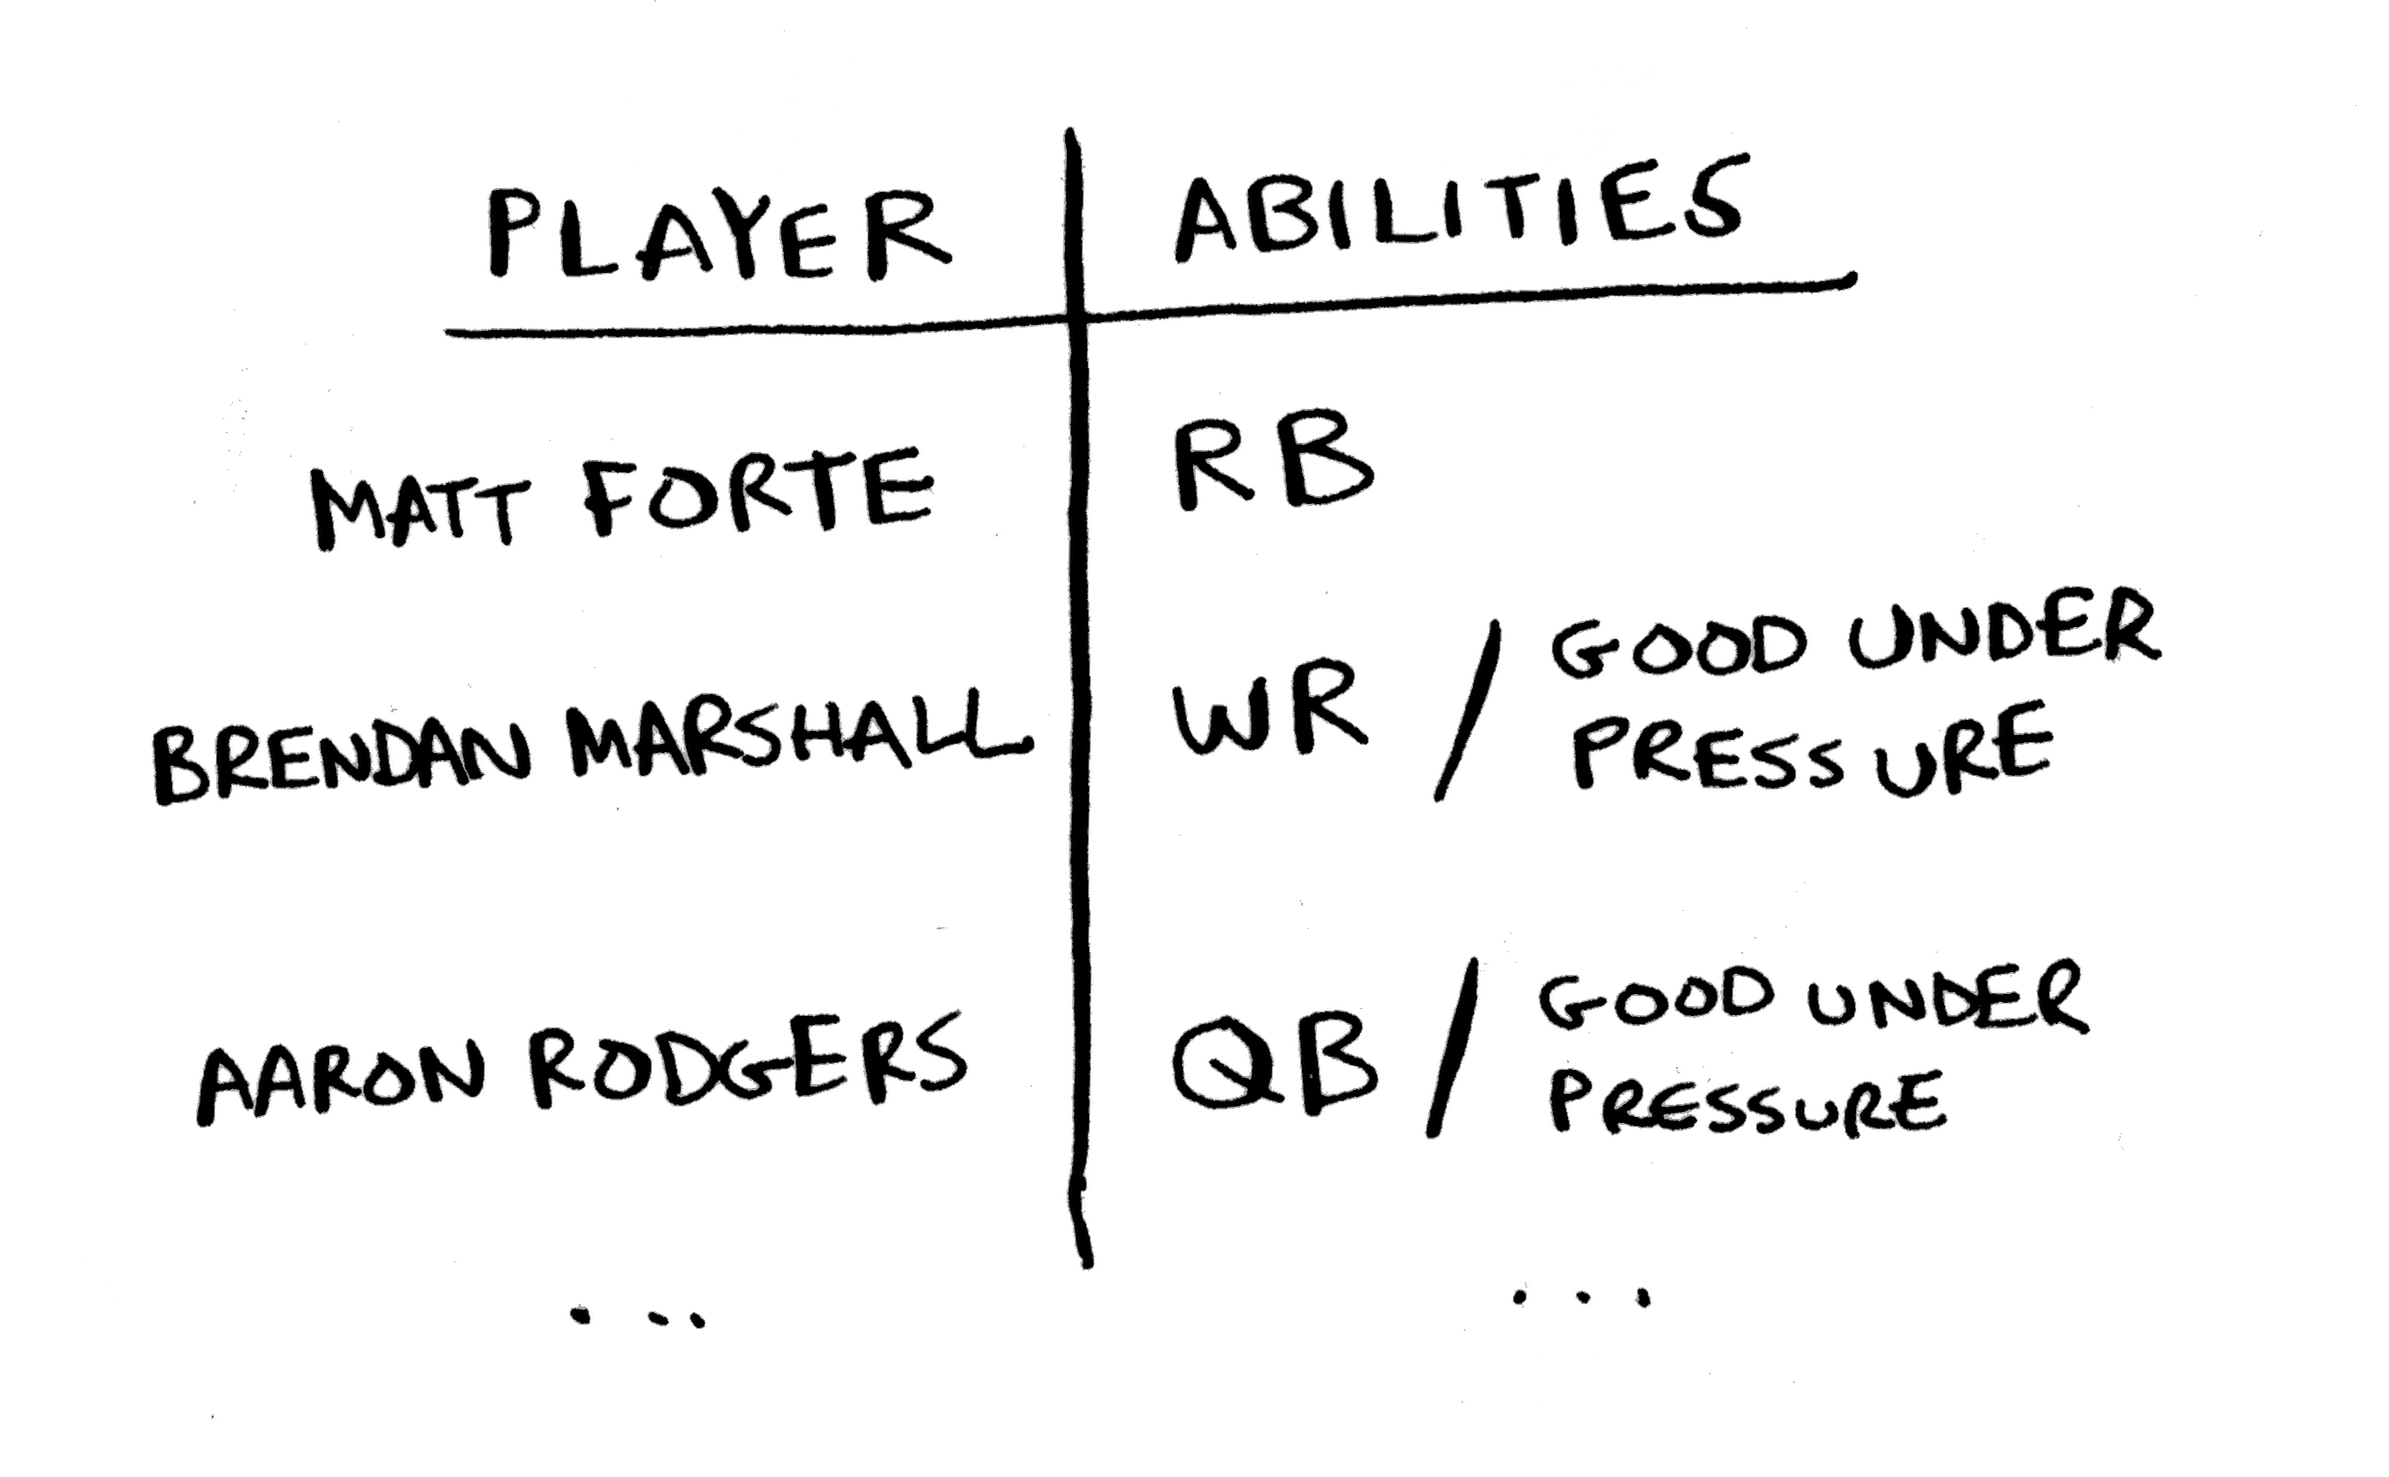 PLAYER ABILITIES
MATT FORTE RB
BRENDAN MARSHALL WR / GOOD UNDER
PRESSURE
AARON RODGERS QB / GOOD UNDER
PRESSURE
... ...